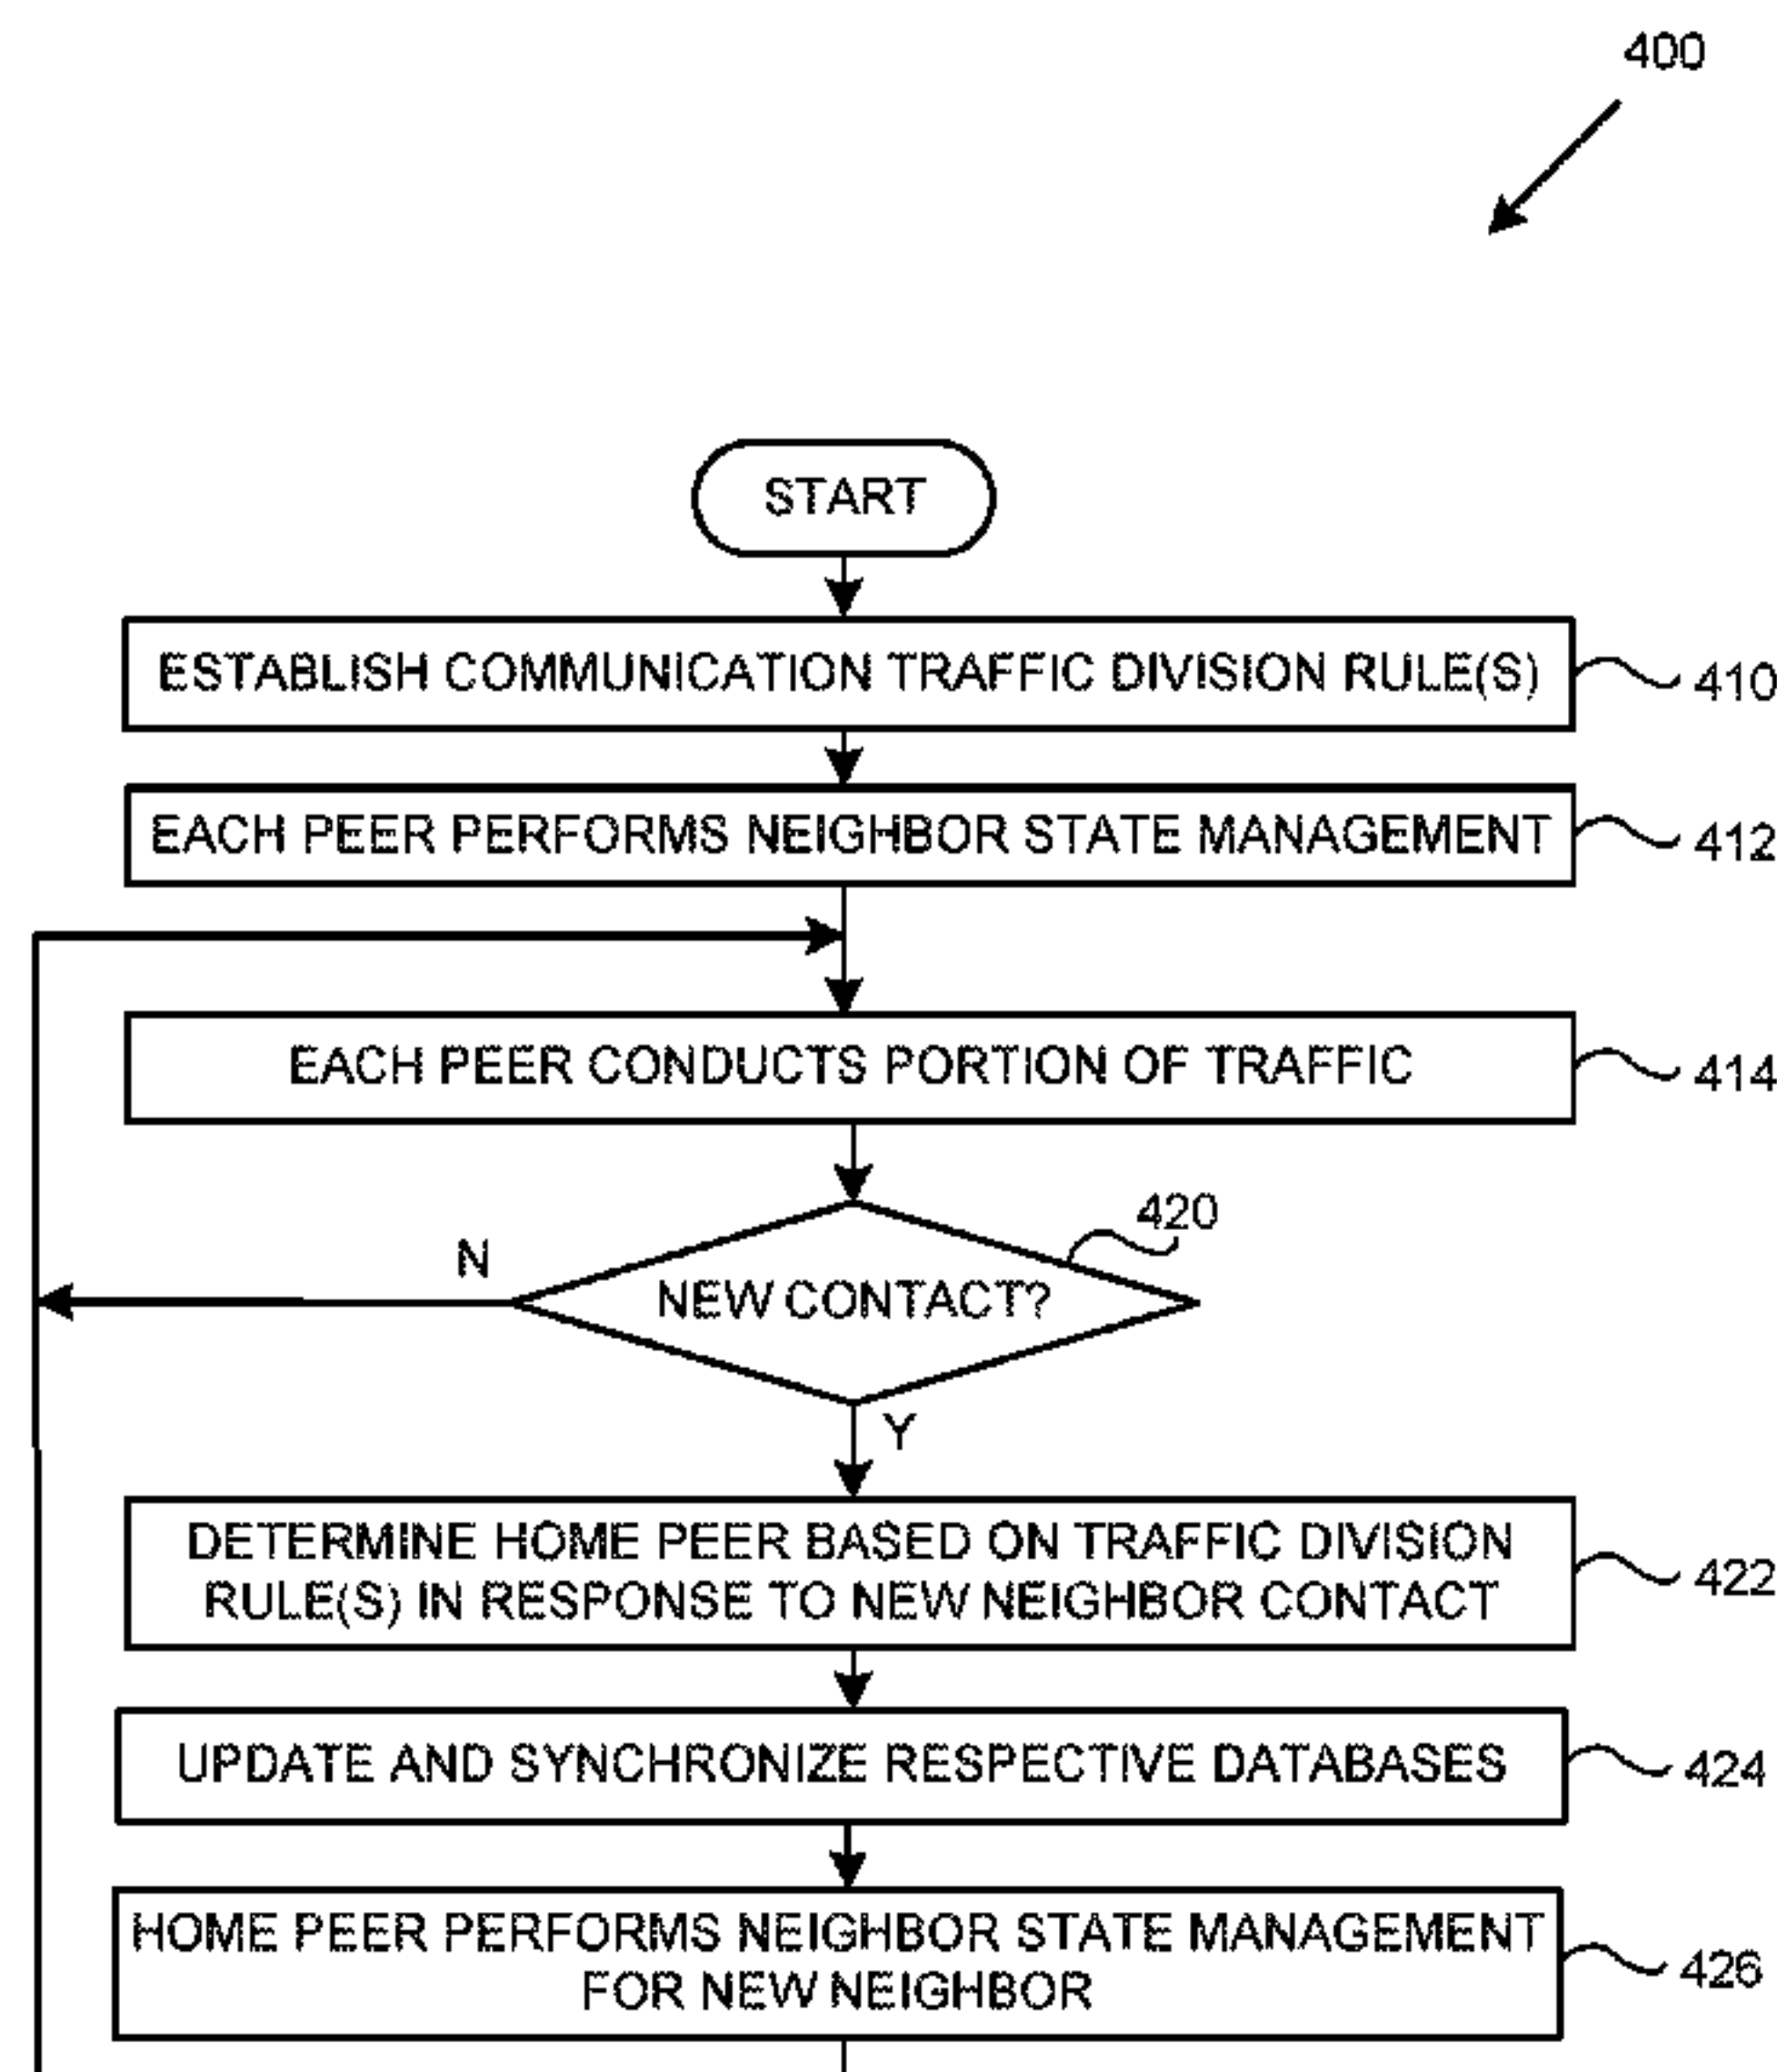 400
START
ESTABLISH COMMUNICATION TRAFFIC DIVISION RULE(S)
410
EACH PEER PERFORMS NEIGHBOR STATE MANAGEMENT
412
EACH PEER CONDUCTS PORTION OF TRAFFIC
414
420
N
NEW CONTACT?
Y
DETERMINE HOME PEER BASED ON TRAFFIC DIVISION
RULE(S) IN RESPONSE TO NEW NEIGHBOR CONTACT
422
UPDATE AND SYNCHRONIZE RESPECTIVE DATABASES
424
HOME PEER PERFORMS NEIGHBOR STATE MANAGEMENT
FOR NEW NEIGHBOR
426